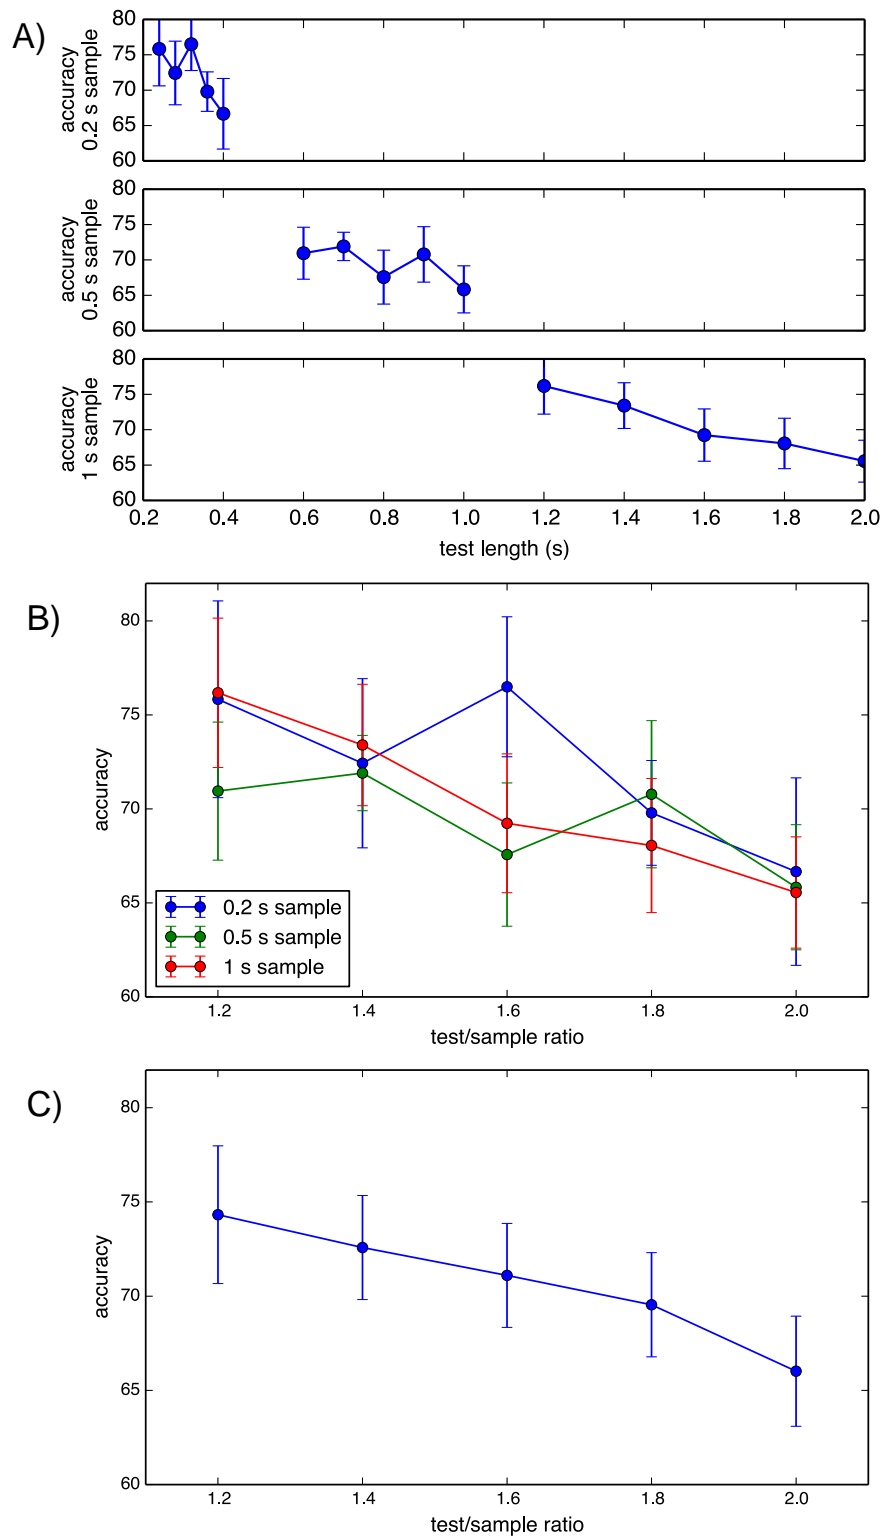 A)
accuracy
0.2 s sample
80
75
70
65
60
accuracy
0.5 s sample
80
75
70
65
60
accuracy
1 s sample
80
75
70
65
60
0.2 0.4 0.6 0.8 1.0 1.2 1.4 1.6 1.8 2.0
test length (s)
B)
accuracy
80
75
70
65
60
0.2 s sample
0.5 s sample
1 s sample
1.2 1.4 1.6 1.8 2.0
test/sample ratio
C)
accuracy
80
75
70
65
60
1.2 1.4 1.6 1.8 2.0
test/sample ratio